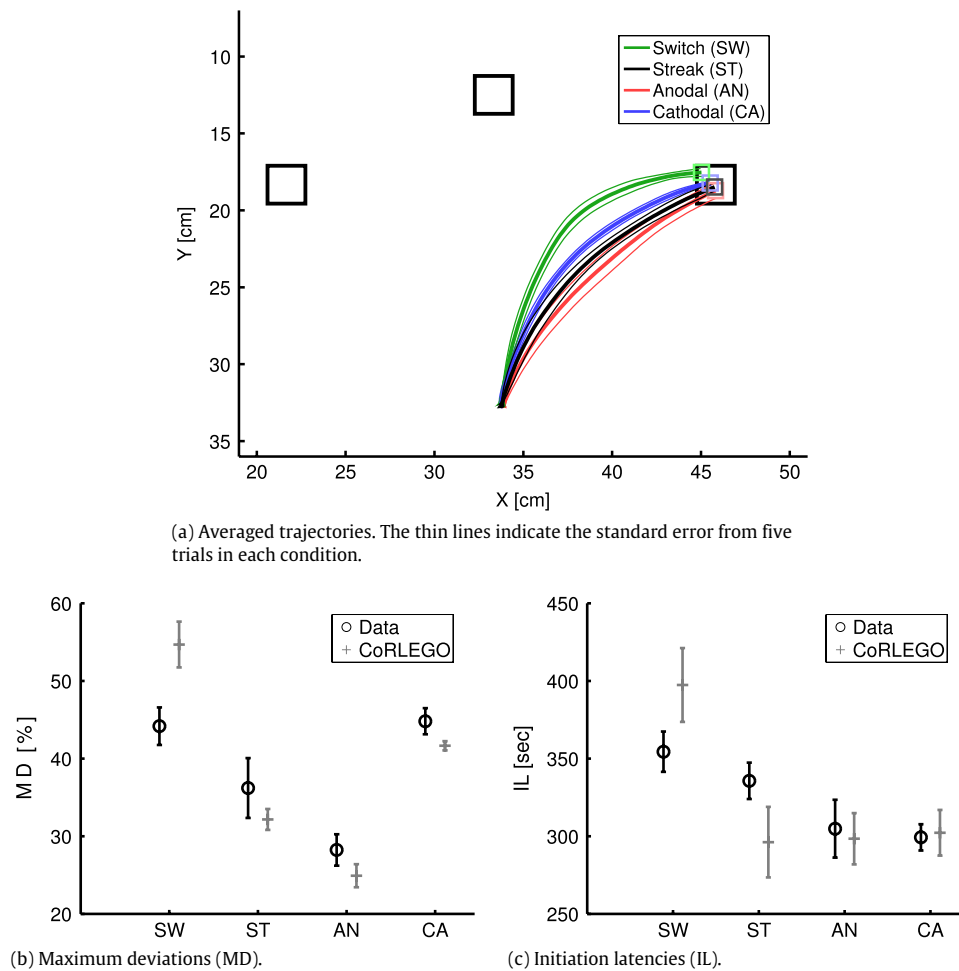 10
15
20
25
30
35
Y [cm]
Switch (SW)
Streak (ST)
Anodal (AN)
Cathodal (CA)
20 25 30 35 40 45 50
X [cm]
(a) Averaged trajectories. The thin lines indicate the standard error from five
trials in each condition.
60
50
40
30
20
MD [%]
Data
CoRLEGO
SW ST AN CA
(b) Maximum deviations (MD).
450
400
350
300
250
IL [sec]
Data
CoRLEGO
SW ST AN CA
(c) Initiation latencies (IL).